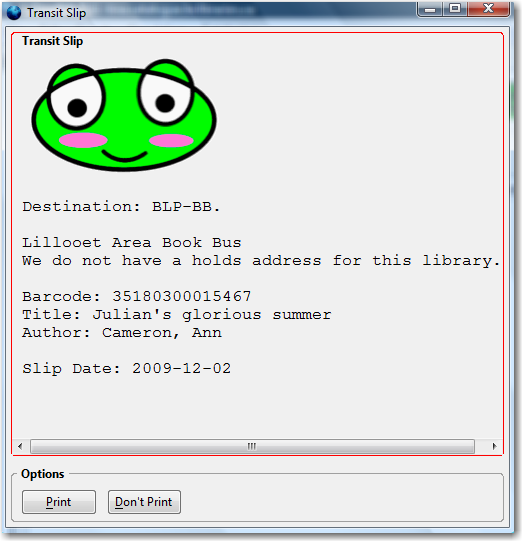 Transit Slip
Transit Slip
Destination: BLP-BB.
Lillooet Area Book Bus
We do not have a holds address for this library.
Barcode: 35180300015467
Title: Julian's glorious summer
Author: Cameron, Ann
Slip Date: 2009-12-02
Options
Print
Don't Print